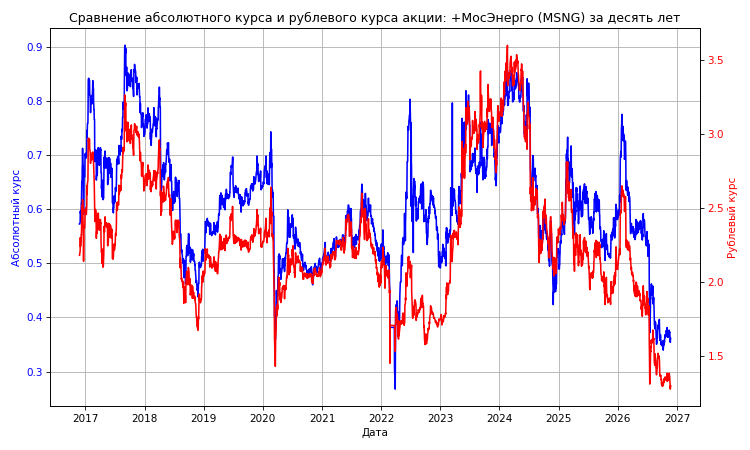 Сравнение абсолютного курса и рублевого курса акции: +МосЭнерго (MSNG) за десять лет
Абсолютный курс
0.9
0.8
0.7
0.6
0.5
0.4
0.3
3.5
3.0
2.5
2.0
1.5
Рублевый курс
2017 2018 2019 2020 2021 2022 2023 2024 2025 2026 2027
Дата